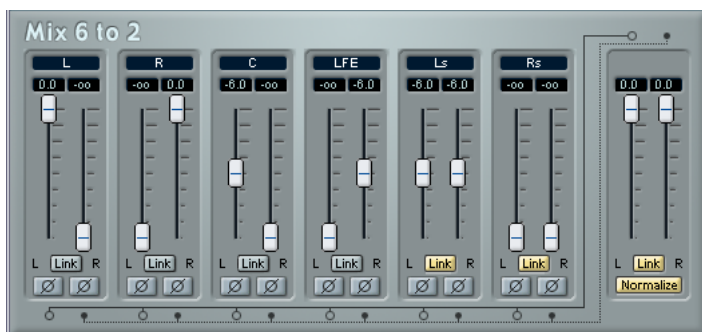 Mix 6 to 2
L R C LFE Ls Rs
0.0 -oo -oo 0.0 -6.0 -oo -oo -6.0 -6.0 -6.0 -oo -oo 0.0 0.0
L Link R L Link R L Link R L Link R L Link R L Link R L Link R
Ø Ø Ø Ø Ø Ø Ø Ø Ø Ø Ø Ø Normalize